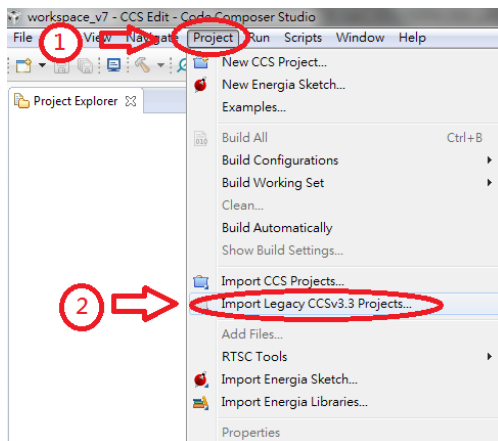 workspace_v7 - CCS Edit - Code Composer Studio
File View Navigate Project Run Scripts Window Help
1
Project Explorer
New CCS Project...
New Energia Sketch...
Examples...
010 Build All Ctrl+B
Build Configurations
Build Working Set
Clean...
Build Automatically
Show Build Settings...
Import CCS Projects...
2
Import Legacy CCSv3.3 Projects...
Add Files...
RTSC Tools
Import Energia Sketch...
Import Energia Libraries...
Properties